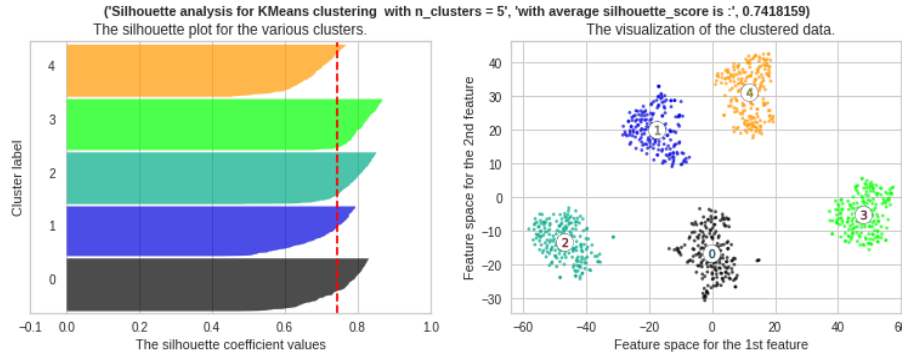 ('Silhouette analysis for KMeans clustering with n_clusters = 5', 'with average silhouette_score is :', 0.7418159)
The silhouette plot for the various clusters.
Cluster label
4
3
2
1
0
−0.1 0.0 0.2 0.4 0.6 0.8 1.0
The silhouette coefficient values
The visualization of the clustered data.
Feature space for the 2nd feature
40
30
20
10
0
−10
−20
−30
4
1
3
2
0
−60 −40 −20 0 20 40 60
Feature space for the 1st feature